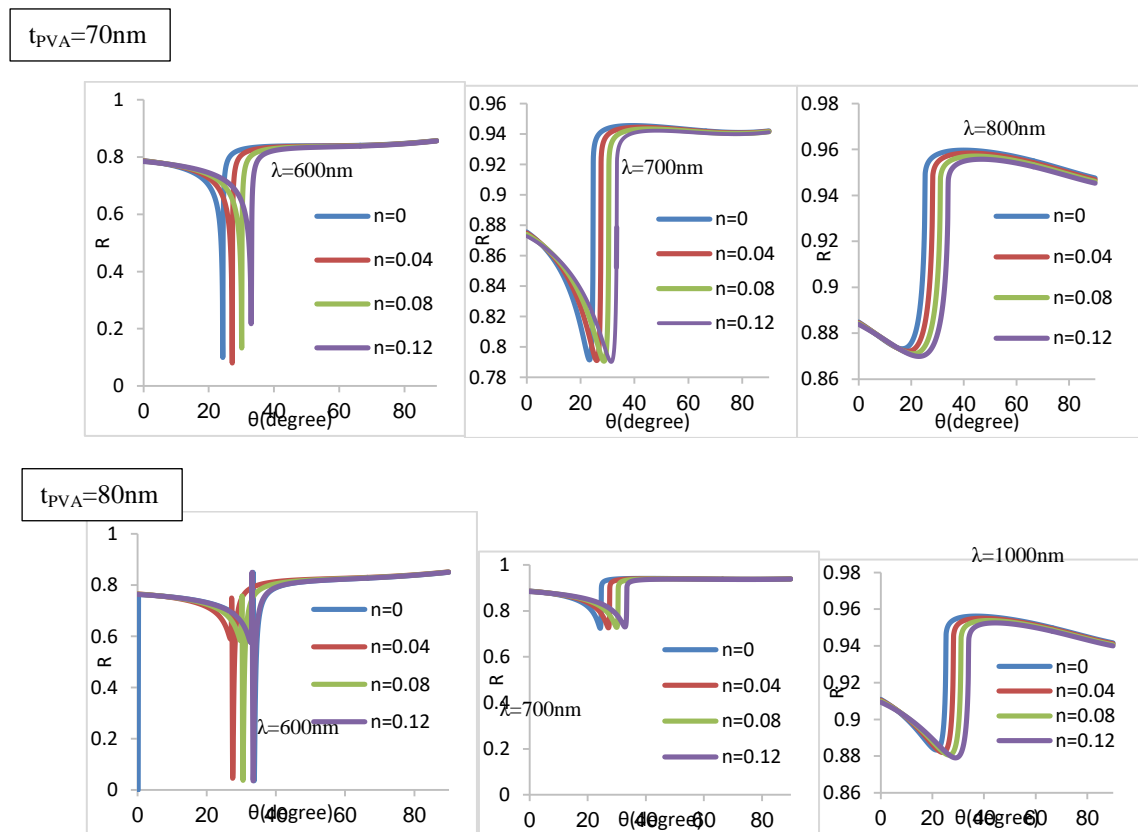 tPVA=70nm
1
0.8
0.6
0.4
0.2
0
0 20 40 60 80
R
θ(degree)
λ=600nm
n=0
n=0.04
n=0.08
n=0.12
0.96
0.94
0.92
0.9
0.88
0.86
0.84
0.82
0.8
0.78
0 20 40 60 80
R
θ(degree)
λ=700nm
n=0
n=0.04
n=0.08
n=0.12
0.98
0.96
0.94
0.92
0.9
0.88
0.86
0 20 40 60 80
R
θ(degree)
λ=800nm
n=0
n=0.04
n=0.08
n=0.12
tPVA=80nm
1
0.8
0.6
0.4
0.2
0
0 20 40 60 80
R
θ(degree)
λ=600nm
n=0
n=0.04
n=0.08
n=0.12
1
0.8
0.6
0.4
0.2
0
0 20 40 60 80
R
θ(degree)
λ=700nm
n=0
n=0.04
n=0.08
n=0.12
λ=1000nm
0.98
0.96
0.94
0.92
0.9
0.88
0.86
0 20 40 60 80
R
θ(degree)
n=0
n=0.04
n=0.08
n=0.12